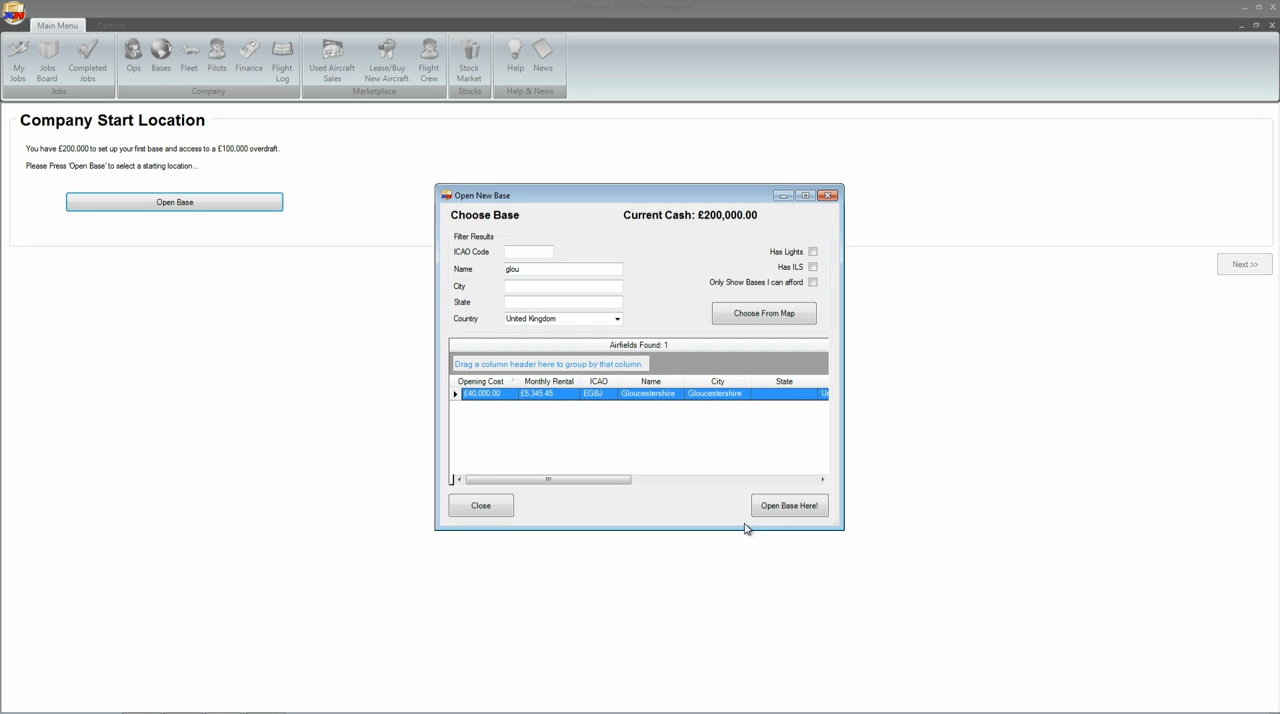 Main Menu
Options
My Jobs
Jobs Board
Completed Jobs
Jobs
Ops
Bases
Fleet
Pilots
Finance
Flight Log
Company
Used Aircraft Sales
Lease/Buy New Aircraft
Flight Crew
Marketplace
Stock Market
Stocks
Help
News
Help & News
Company Start Location
You have £200,000 to set up your first base and access to a £100,000 overdraft.
Please Press 'Open Base' to select a starting location...
Open Base
Next >>
Open New Base
Choose Base
Current Cash: £200,000.00
Filter Results
ICAO Code
Has Lights
Has ILS
Name glou
City
Only Show Bases I can afford
State
Country United Kingdom
Choose From Map
Airfields Found: 1
Drag a column header here to group by that column.
Opening Cost Monthly Rental ICAO Name City State
£40,000.00 £5,345.45 EGBJ Gloucestershire Gloucestershire
Close
Open Base Here!